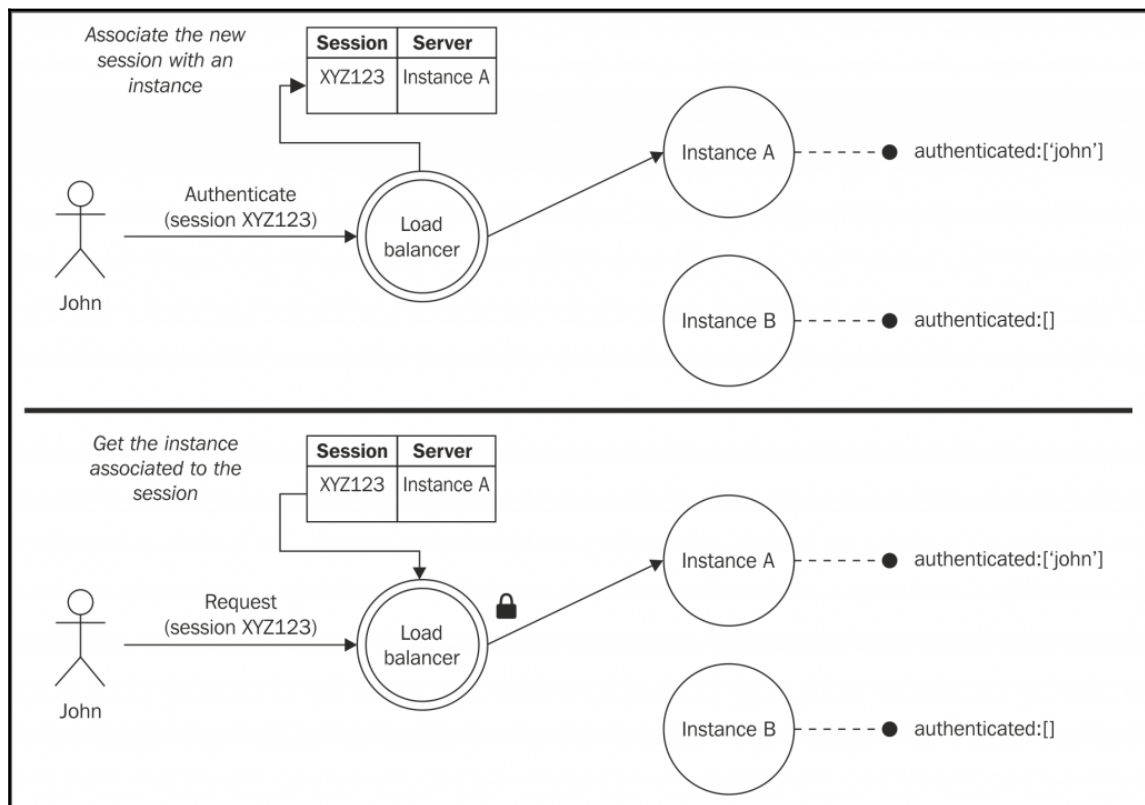 Associate the new
session with an
instance
Session Server
XYZ123 Instance A
Authenticate
(session XYZ123)
John
Load
balancer
Instance A
authenticated:[‘john’]
Instance B
authenticated:[]
Get the instance
associated to the
session
Session Server
XYZ123 Instance A
Request
(session XYZ123)
John
Load
balancer
Instance A
authenticated:[‘john’]
Instance B
authenticated:[]